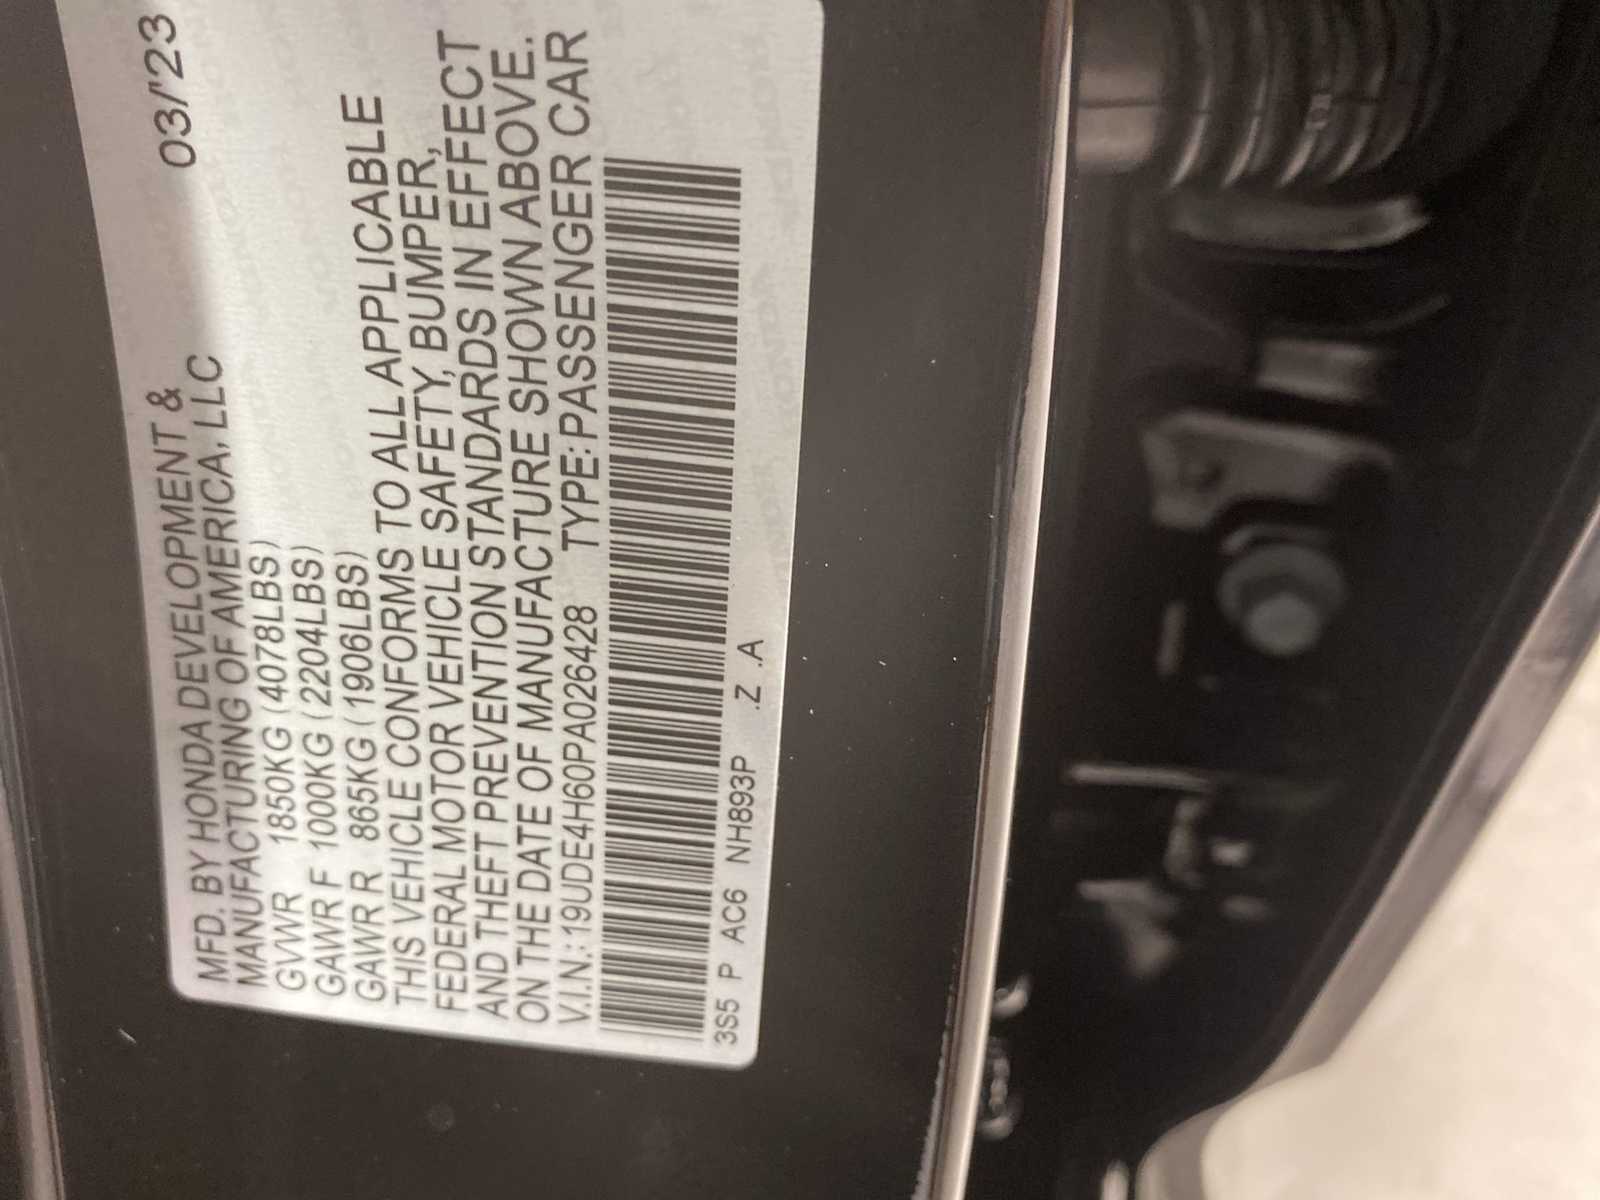 MFD. BY HONDA DEVELOPMENT & 03/'23
MANUFACTURING OF AMERICA, LLC
GVWR 1850KG (4078LBS)
GAWR F 1000KG (2204LBS)
GAWR R 865KG (1906LBS)
THIS VEHICLE CONFORMS TO ALL APPLICABLE
FEDERAL MOTOR VEHICLE SAFETY, BUMPER,
AND THEFT PREVENTION STANDARDS IN EFFECT
ON THE DATE OF MANUFACTURE SHOWN ABOVE.
V.I.N.: 19UDE4H60PA026428 TYPE: PASSENGER CAR
3S5 P AC6 NH893P .Z .A